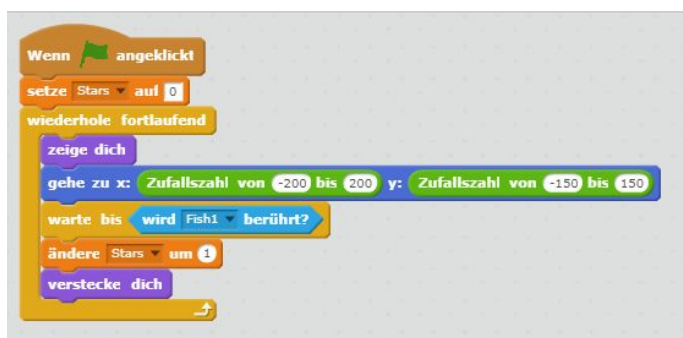 Wenn angeklickt
setze Stars auf 0
wiederhole fortlaufend
zeige dich
gehe zu x: Zufallszahl von -200 bis 200 y: Zufallszahl von -150 bis 150
warte bis wird Fish1 berührt?
ändere Stars um 1
verstecke dich